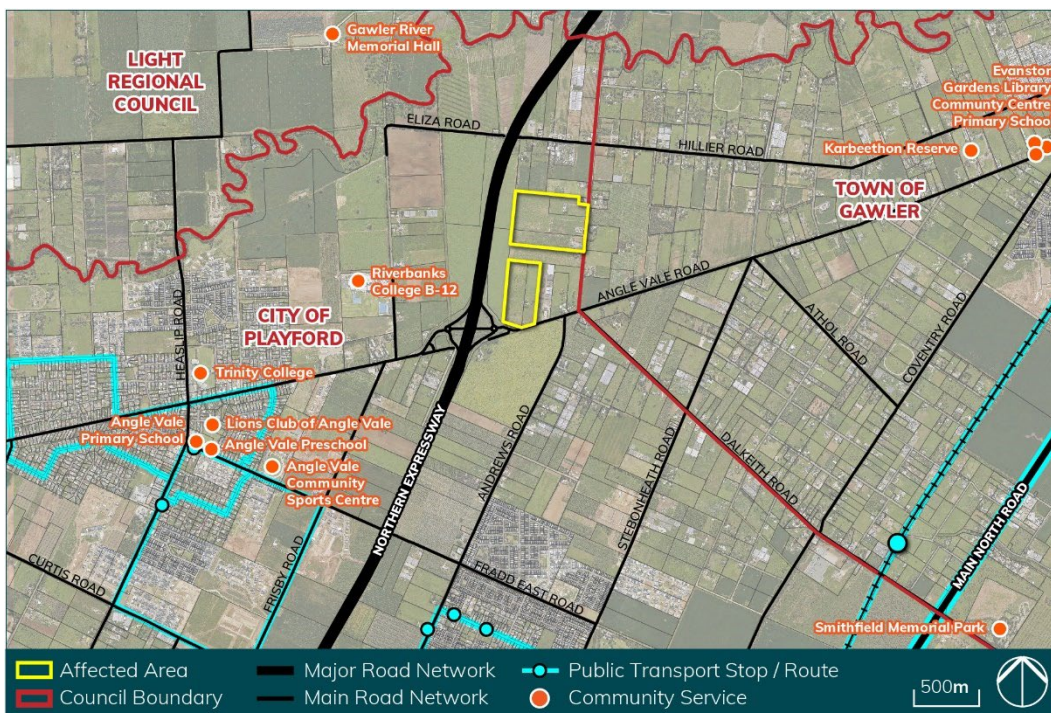 Gawler River
Memorial Hall
LIGHT
REGIONAL
COUNCIL
ELIZA ROAD
HILLIER ROAD
Evanston
Gardens Library
Community Centre
Primary School
Karbeethon Reserve
TOWN OF
GAWLER
Riverbanks
College B-12
ANGLE VALE ROAD
CITY OF
PLAYFORD
HEASLIP ROAD
ATHOL ROAD
COVENTRY ROAD
Trinity College
Lions Club of Angle Vale
Angle Vale
Primary School
Angle Vale Preschool
Angle Vale
Community
Sports Centre
NORTHERN EXPRESSWAY
ANDREWS ROAD
STEBONHEATH ROAD
DALKEITH ROAD
MAIN NORTH ROAD
CURTIS ROAD
FRISBY ROAD
FRADD EAST ROAD
Smithfield Memorial Park
Affected Area
Major Road Network
Public Transport Stop / Route
Council Boundary
Main Road Network
Community Service
500m